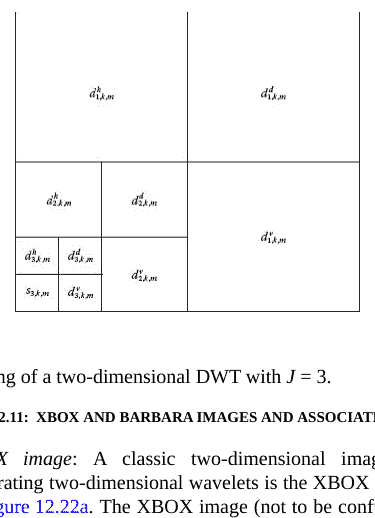 d^h_{1,k,m} d^d_{1,k,m}
d^h_{2,k,m} d^d_{2,k,m}
d^v_{1,k,m}
d^h_{3,k,m} d^d_{3,k,m}
d^v_{2,k,m}
s_{3,k,m} d^v_{3,k,m}
ng of a two-dimensional DWT with J = 3.
2.11: XBOX AND BARBARA IMAGES AND ASSOCIAT
X image: A classic two-dimensional imag
rating two-dimensional wavelets is the XBOX
gure 12.22a. The XBOX image (not to be conf